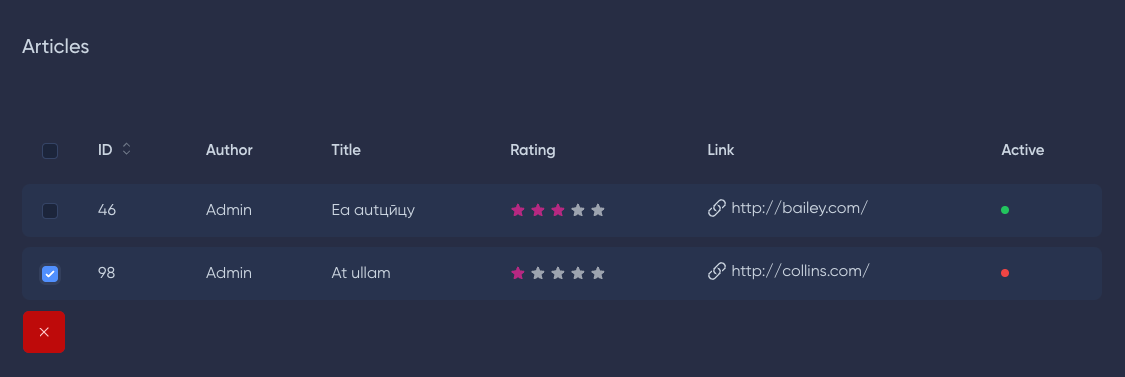 Articles
ID Author Title Rating Link Active
46 Admin Ea autцйцу http://bailey.com/
98 Admin At ullam http://collins.com/